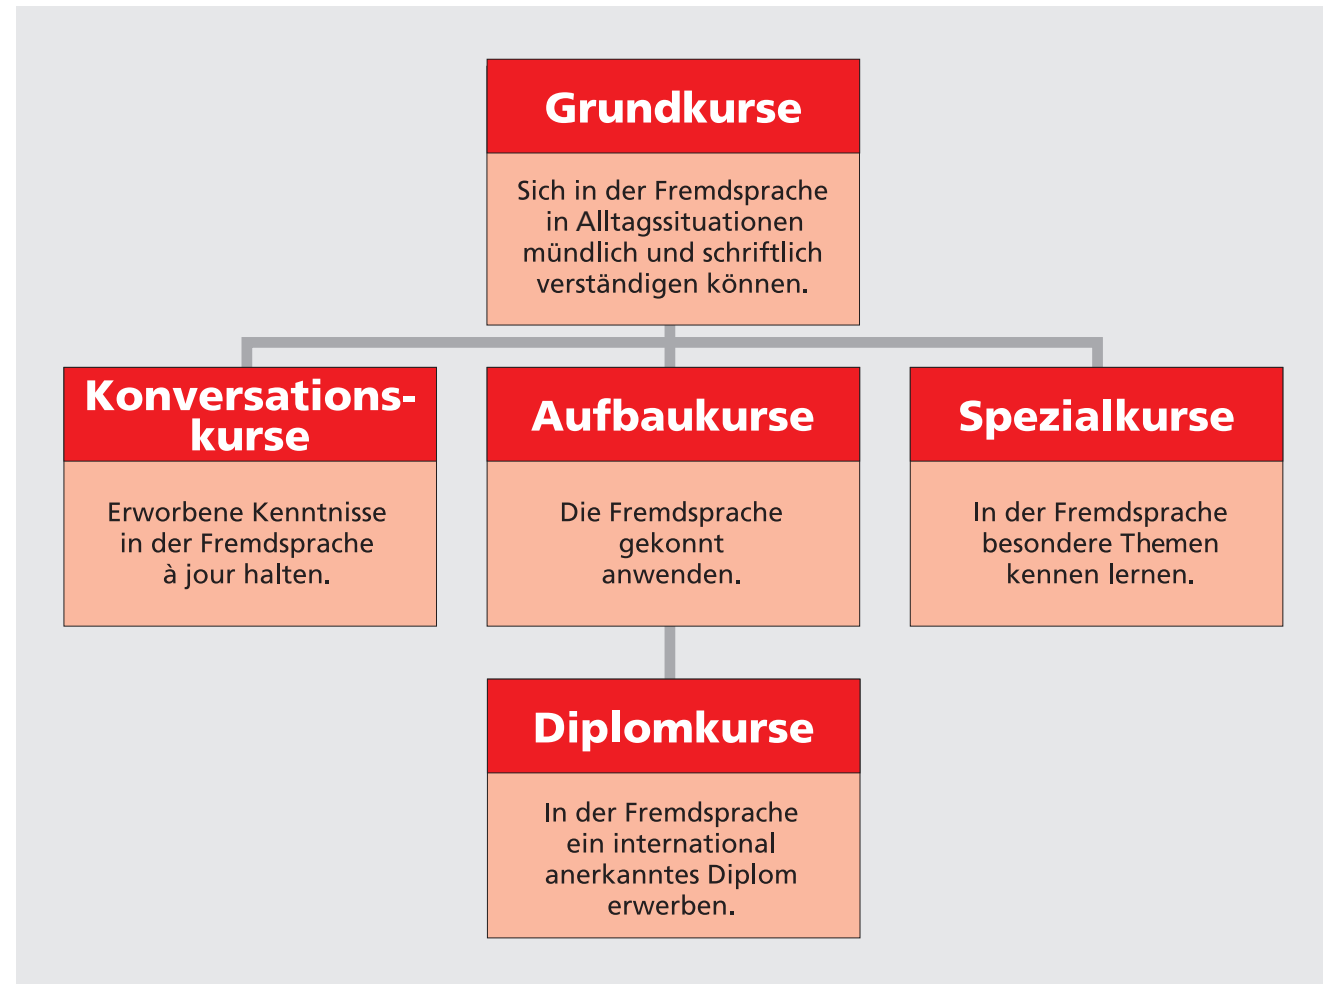 Grundkurse
Sich in der Fremdsprache
in Alltagssituationen
mündlich und schriftlich
verständigen können.
Konversations-
kurse
Erworbene Kenntnisse
in der Fremdsprache
à jour halten.
Aufbaukurse
Die Fremdsprache
gekonnt
anwenden.
Spezialkurse
In der Fremdsprache
besondere Themen
kennen lernen.
Diplomkurse
In der Fremdsprache
ein international
anerkanntes Diplom
erwerben.